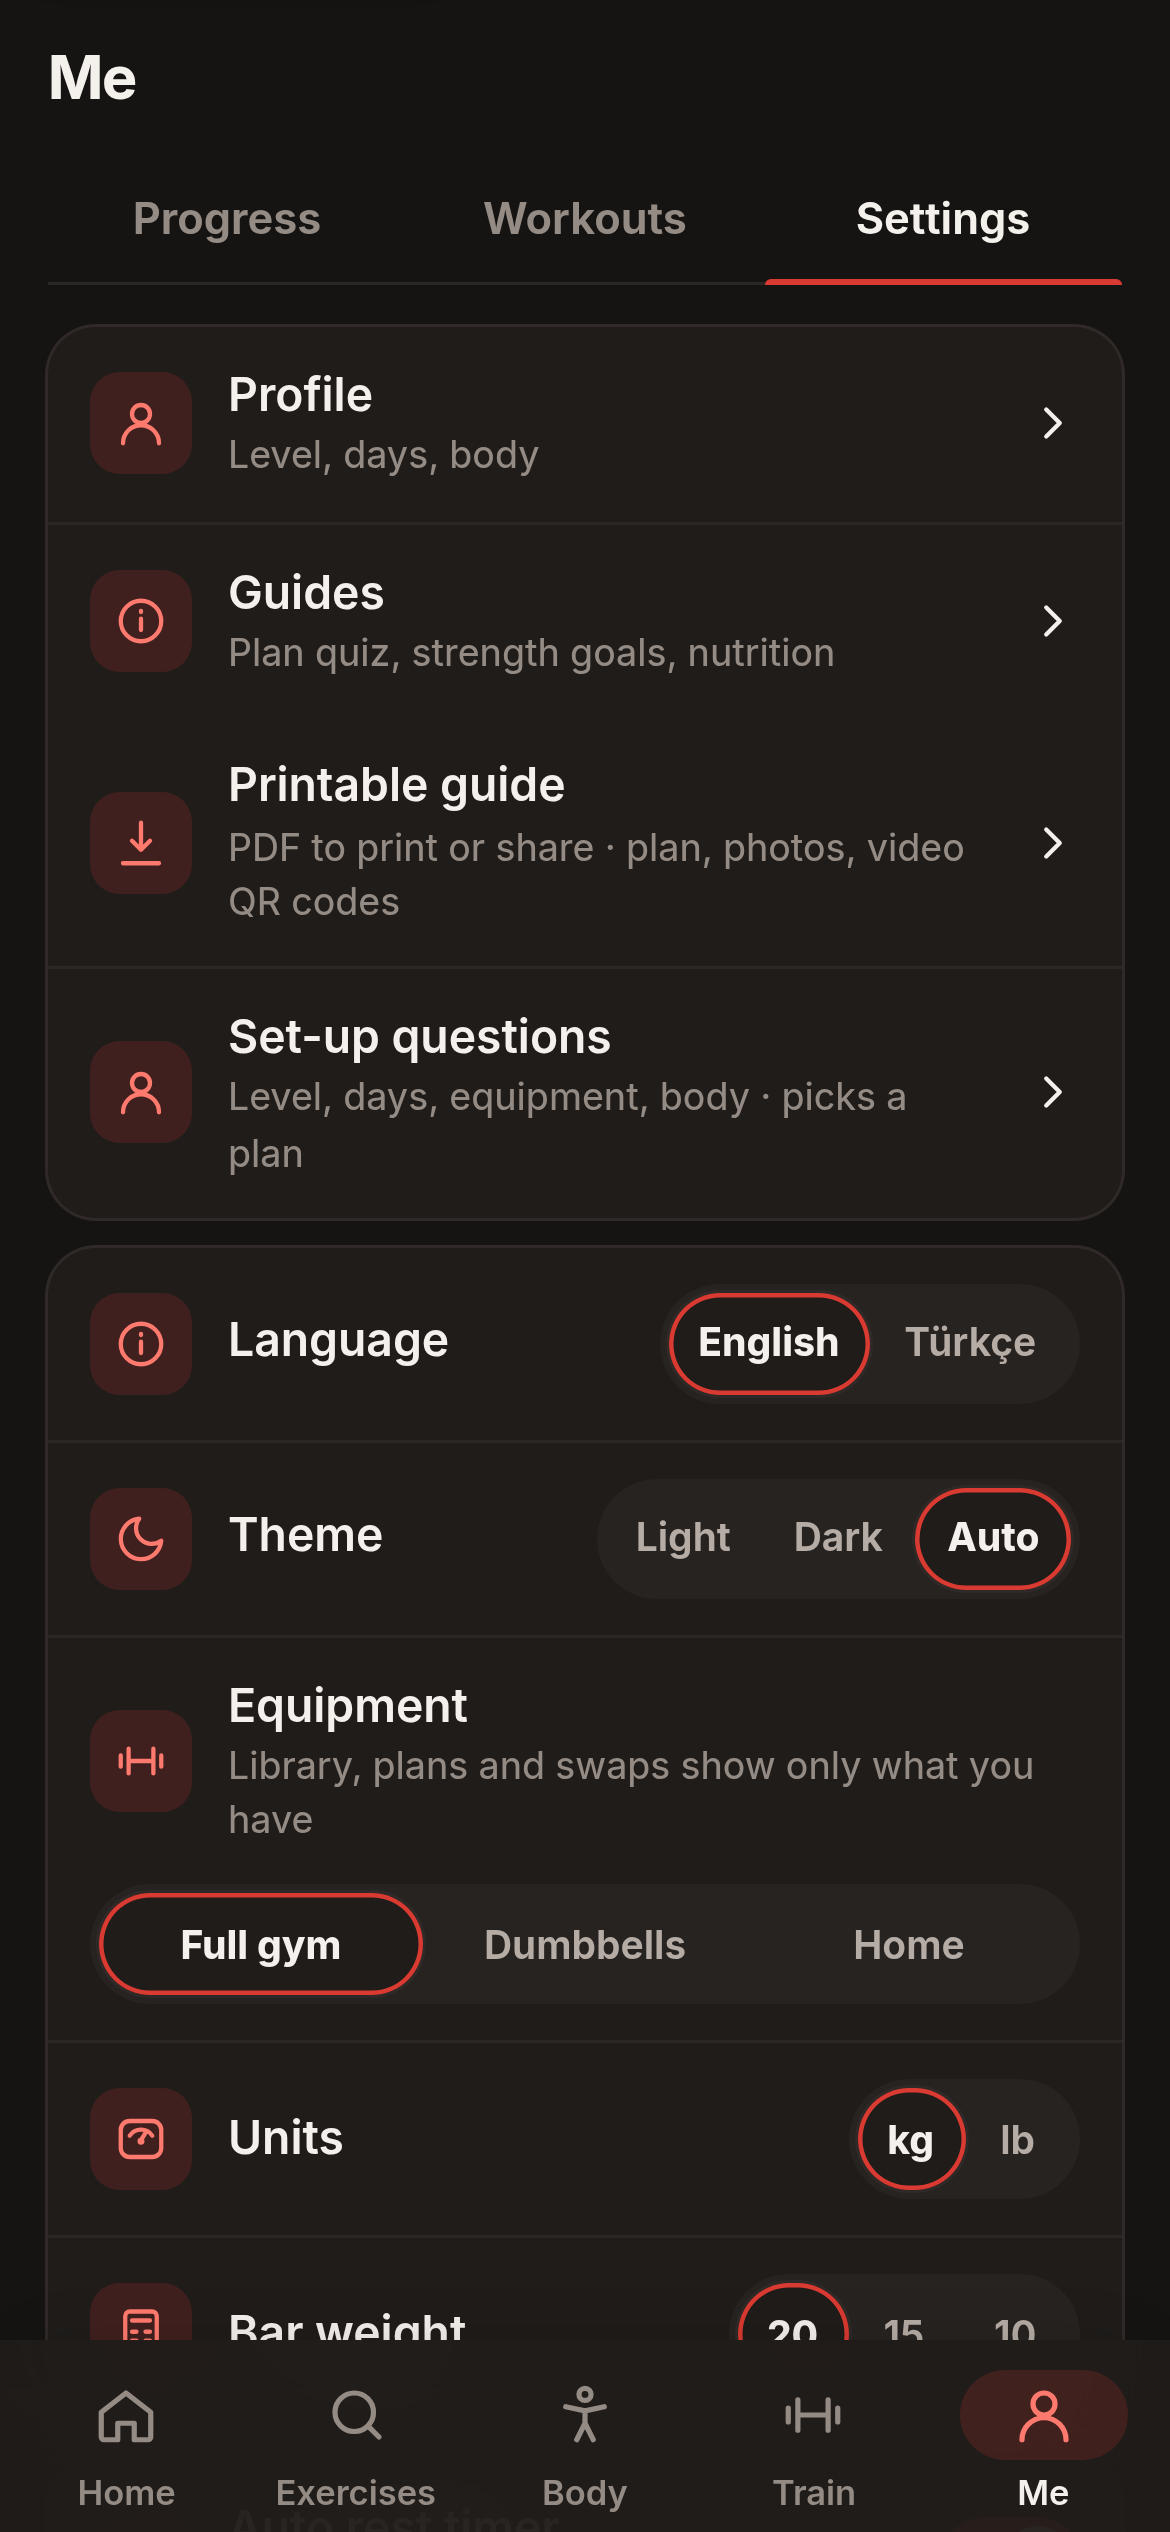 Me
Progress
Workouts
Settings
Profile
Level, days, body
Guides
Plan quiz, strength goals, nutrition
Printable guide
PDF to print or share · plan, photos, video
QR codes
Set-up questions
Level, days, equipment, body · picks a
plan
Language
English
Türkçe
Theme
Light
Dark
Auto
Equipment
Library, plans and swaps show only what you
have
Full gym
Dumbbells
Home
Units
kg
lb
Bar weight
20
15
10
Home
Exercises
Body
Train
Me
Auto rest timer